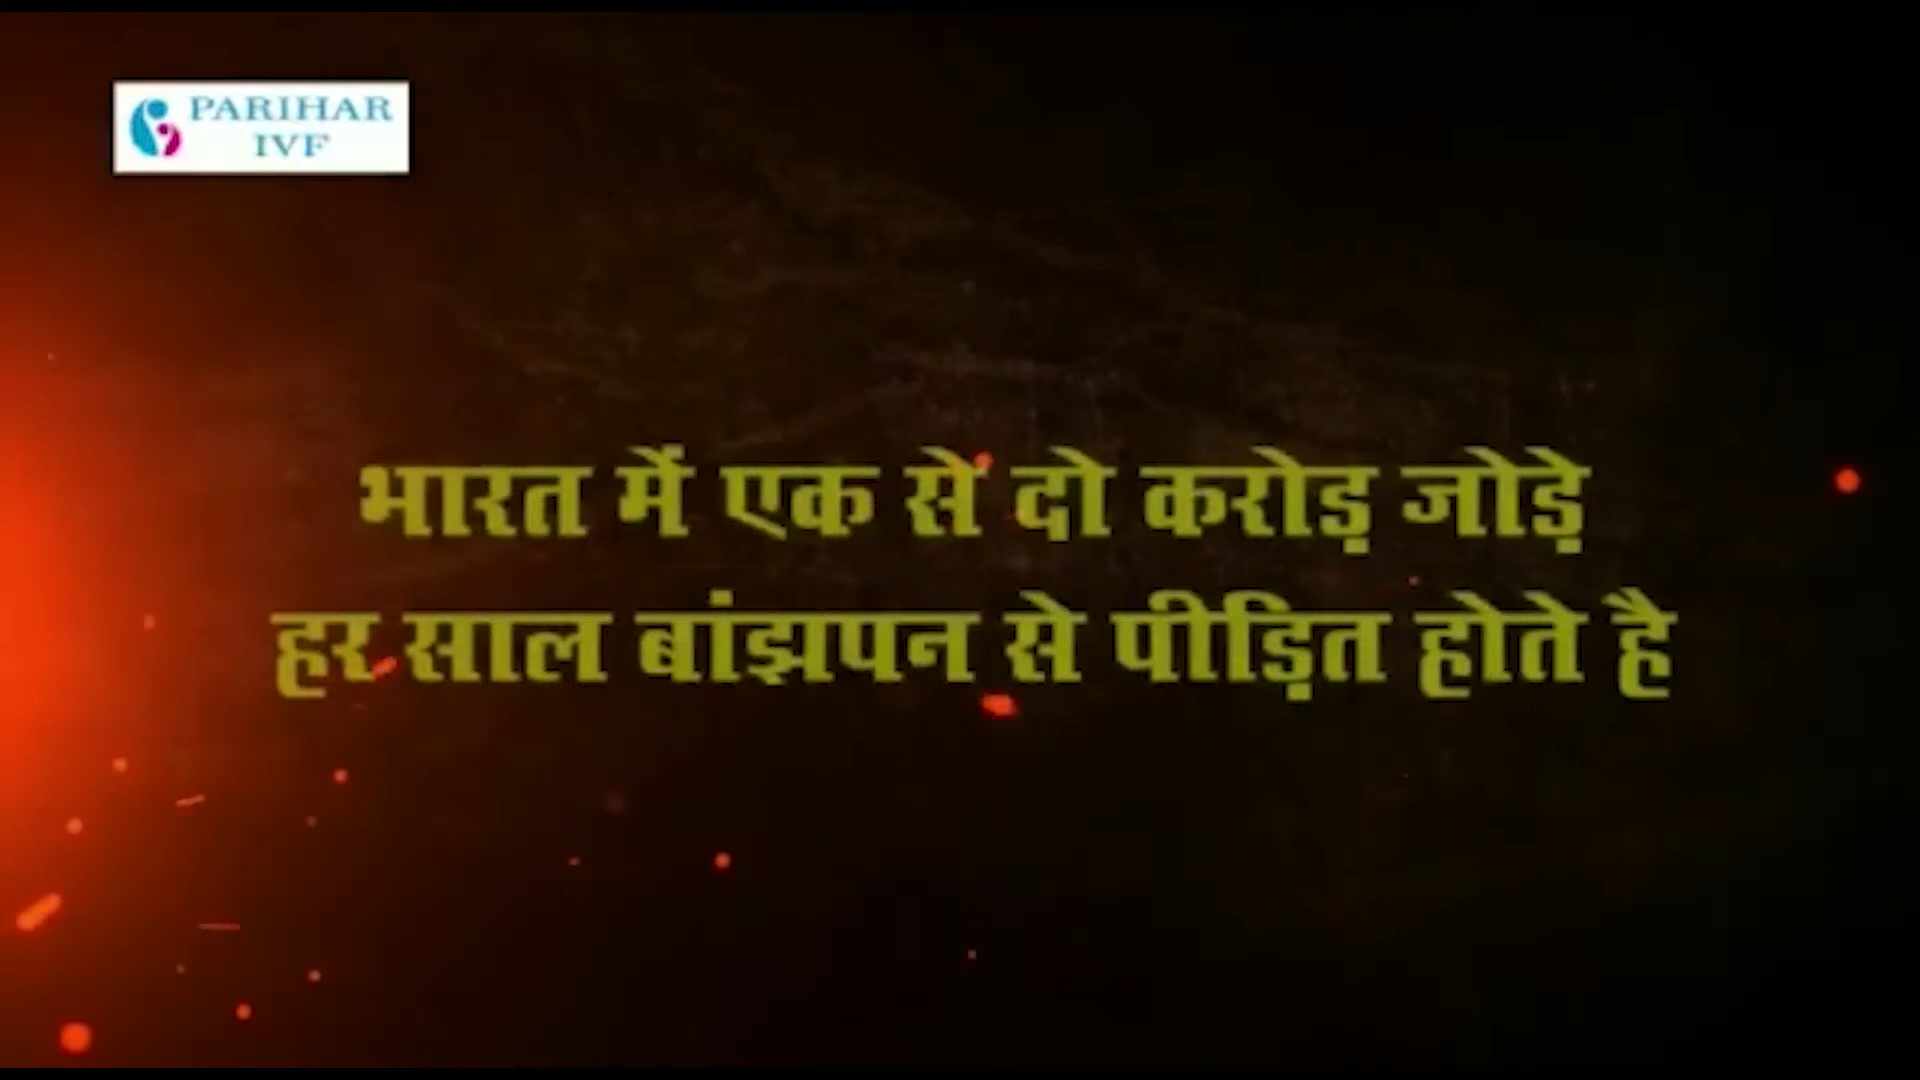 PARIHAR
IVF
भारत में एक से दो करोड़ जोड़े
हर साल बांझपन से पीड़ित होते है